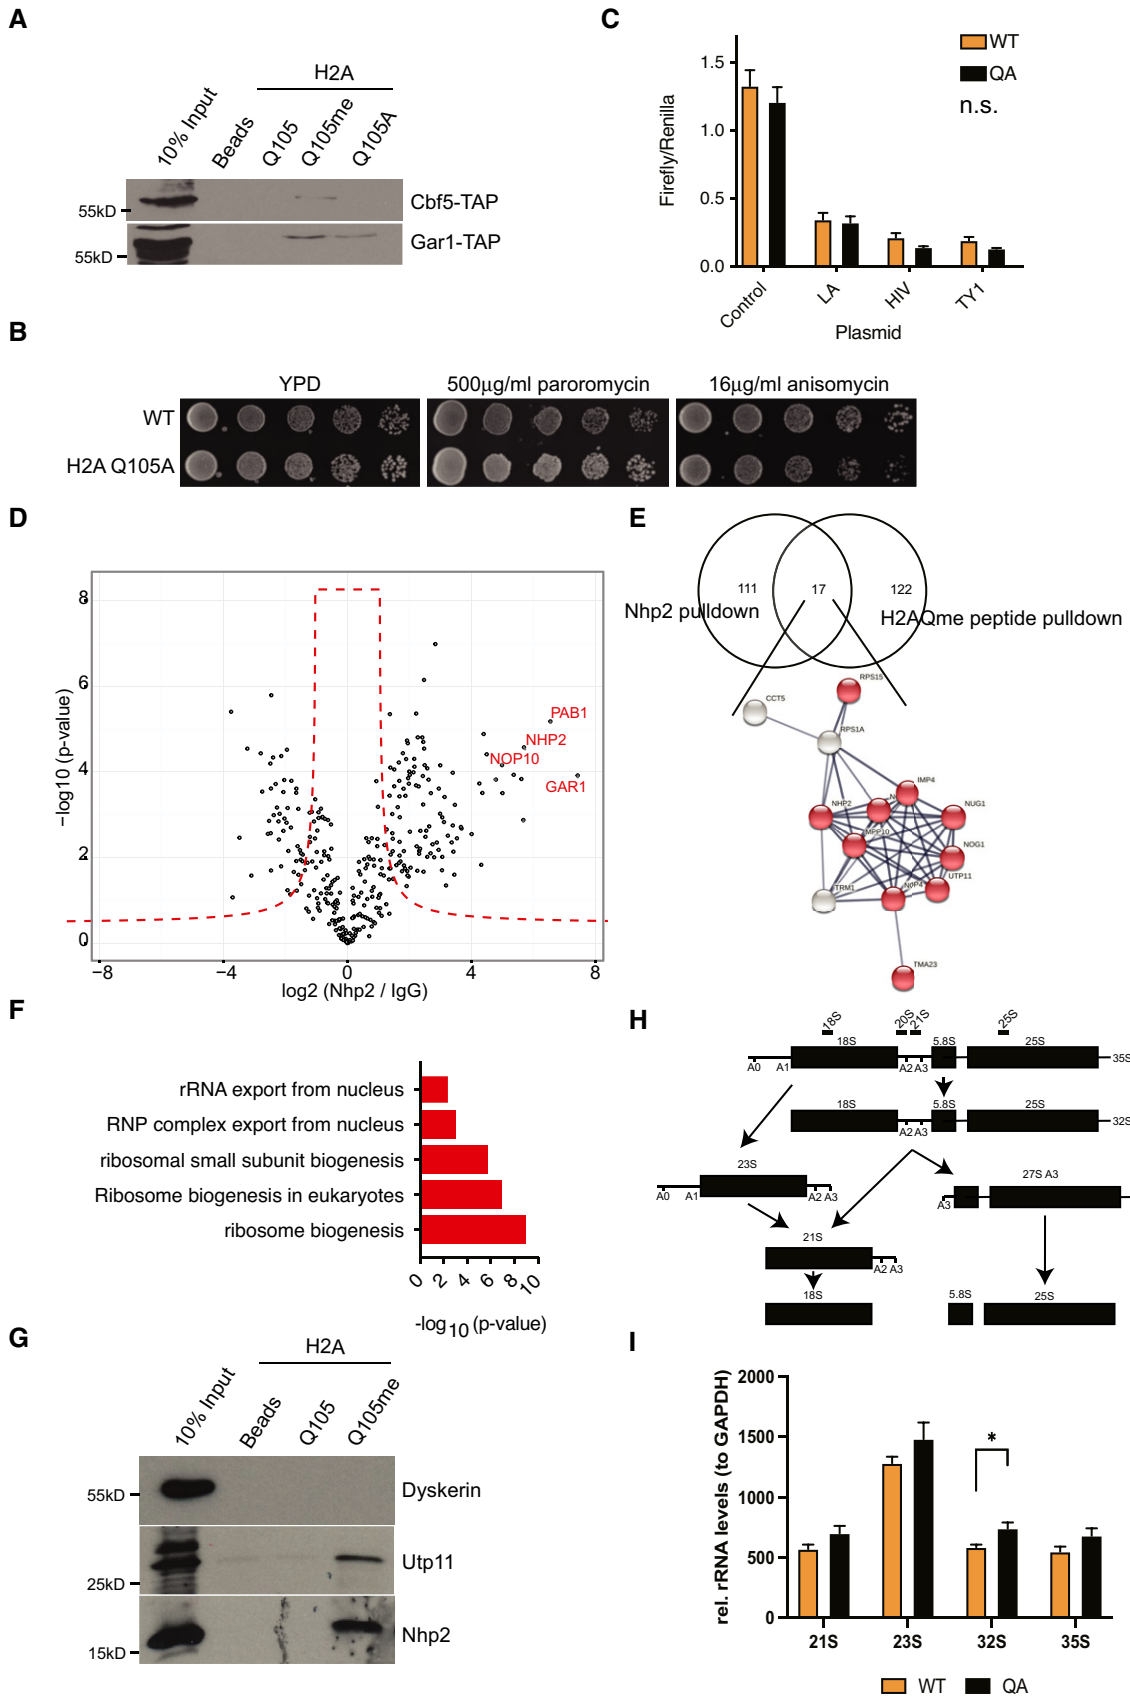 A
H2A
10% Input
Beads
Q105
Q105me
Q105A
55kD
Cbf5-TAP
55kD
Gar1-TAP
B
YPD
500µg/ml paroromycin
16µg/ml anisomycin
WT
H2A Q105A
C
WT
QA
n.s.
Firefly/Renilla
1.5
1.0
0.5
0.0
Control
LA
HIV
TY1
Plasmid
D
−log10 (p-value)
8
6
4
2
0
PAB1
NHP2
NOP10
GAR1
−8
−4
0
4
8
log2 (Nhp2 / IgG)
E
111
17
122
Nhp2 pulldown
H2AQme peptide pulldown
RPS15
CCT5
RPS1A
IMP4
NHP2
NUG1
MPP10
NOG1
UTP11
TRM1
NOP4
TMA23
F
rRNA export from nucleus
RNP complex export from nucleus
ribosomal small subunit biogenesis
Ribosome biogenesis in eukaryotes
ribosome biogenesis
0
2
4
6
8
10
-log10 (p-value)
G
H2A
10% Input
Beads
Q105
Q105me
55kD
Dyskerin
Utp11
25kD
Nhp2
15kD
H
18S
20S
21S
25S
18S
5.8S
25S
35S
A0
A1
A2 A3
18S
5.8S
25S
32S
A2 A3
23S
A0
A1
A2 A3
27S A3
A3
21S
A2 A3
18S
5.8S
25S
I
rel. rRNA levels (to GAPDH)
2000
1500
1000
500
0
*
21S
23S
32S
35S
WT
QA